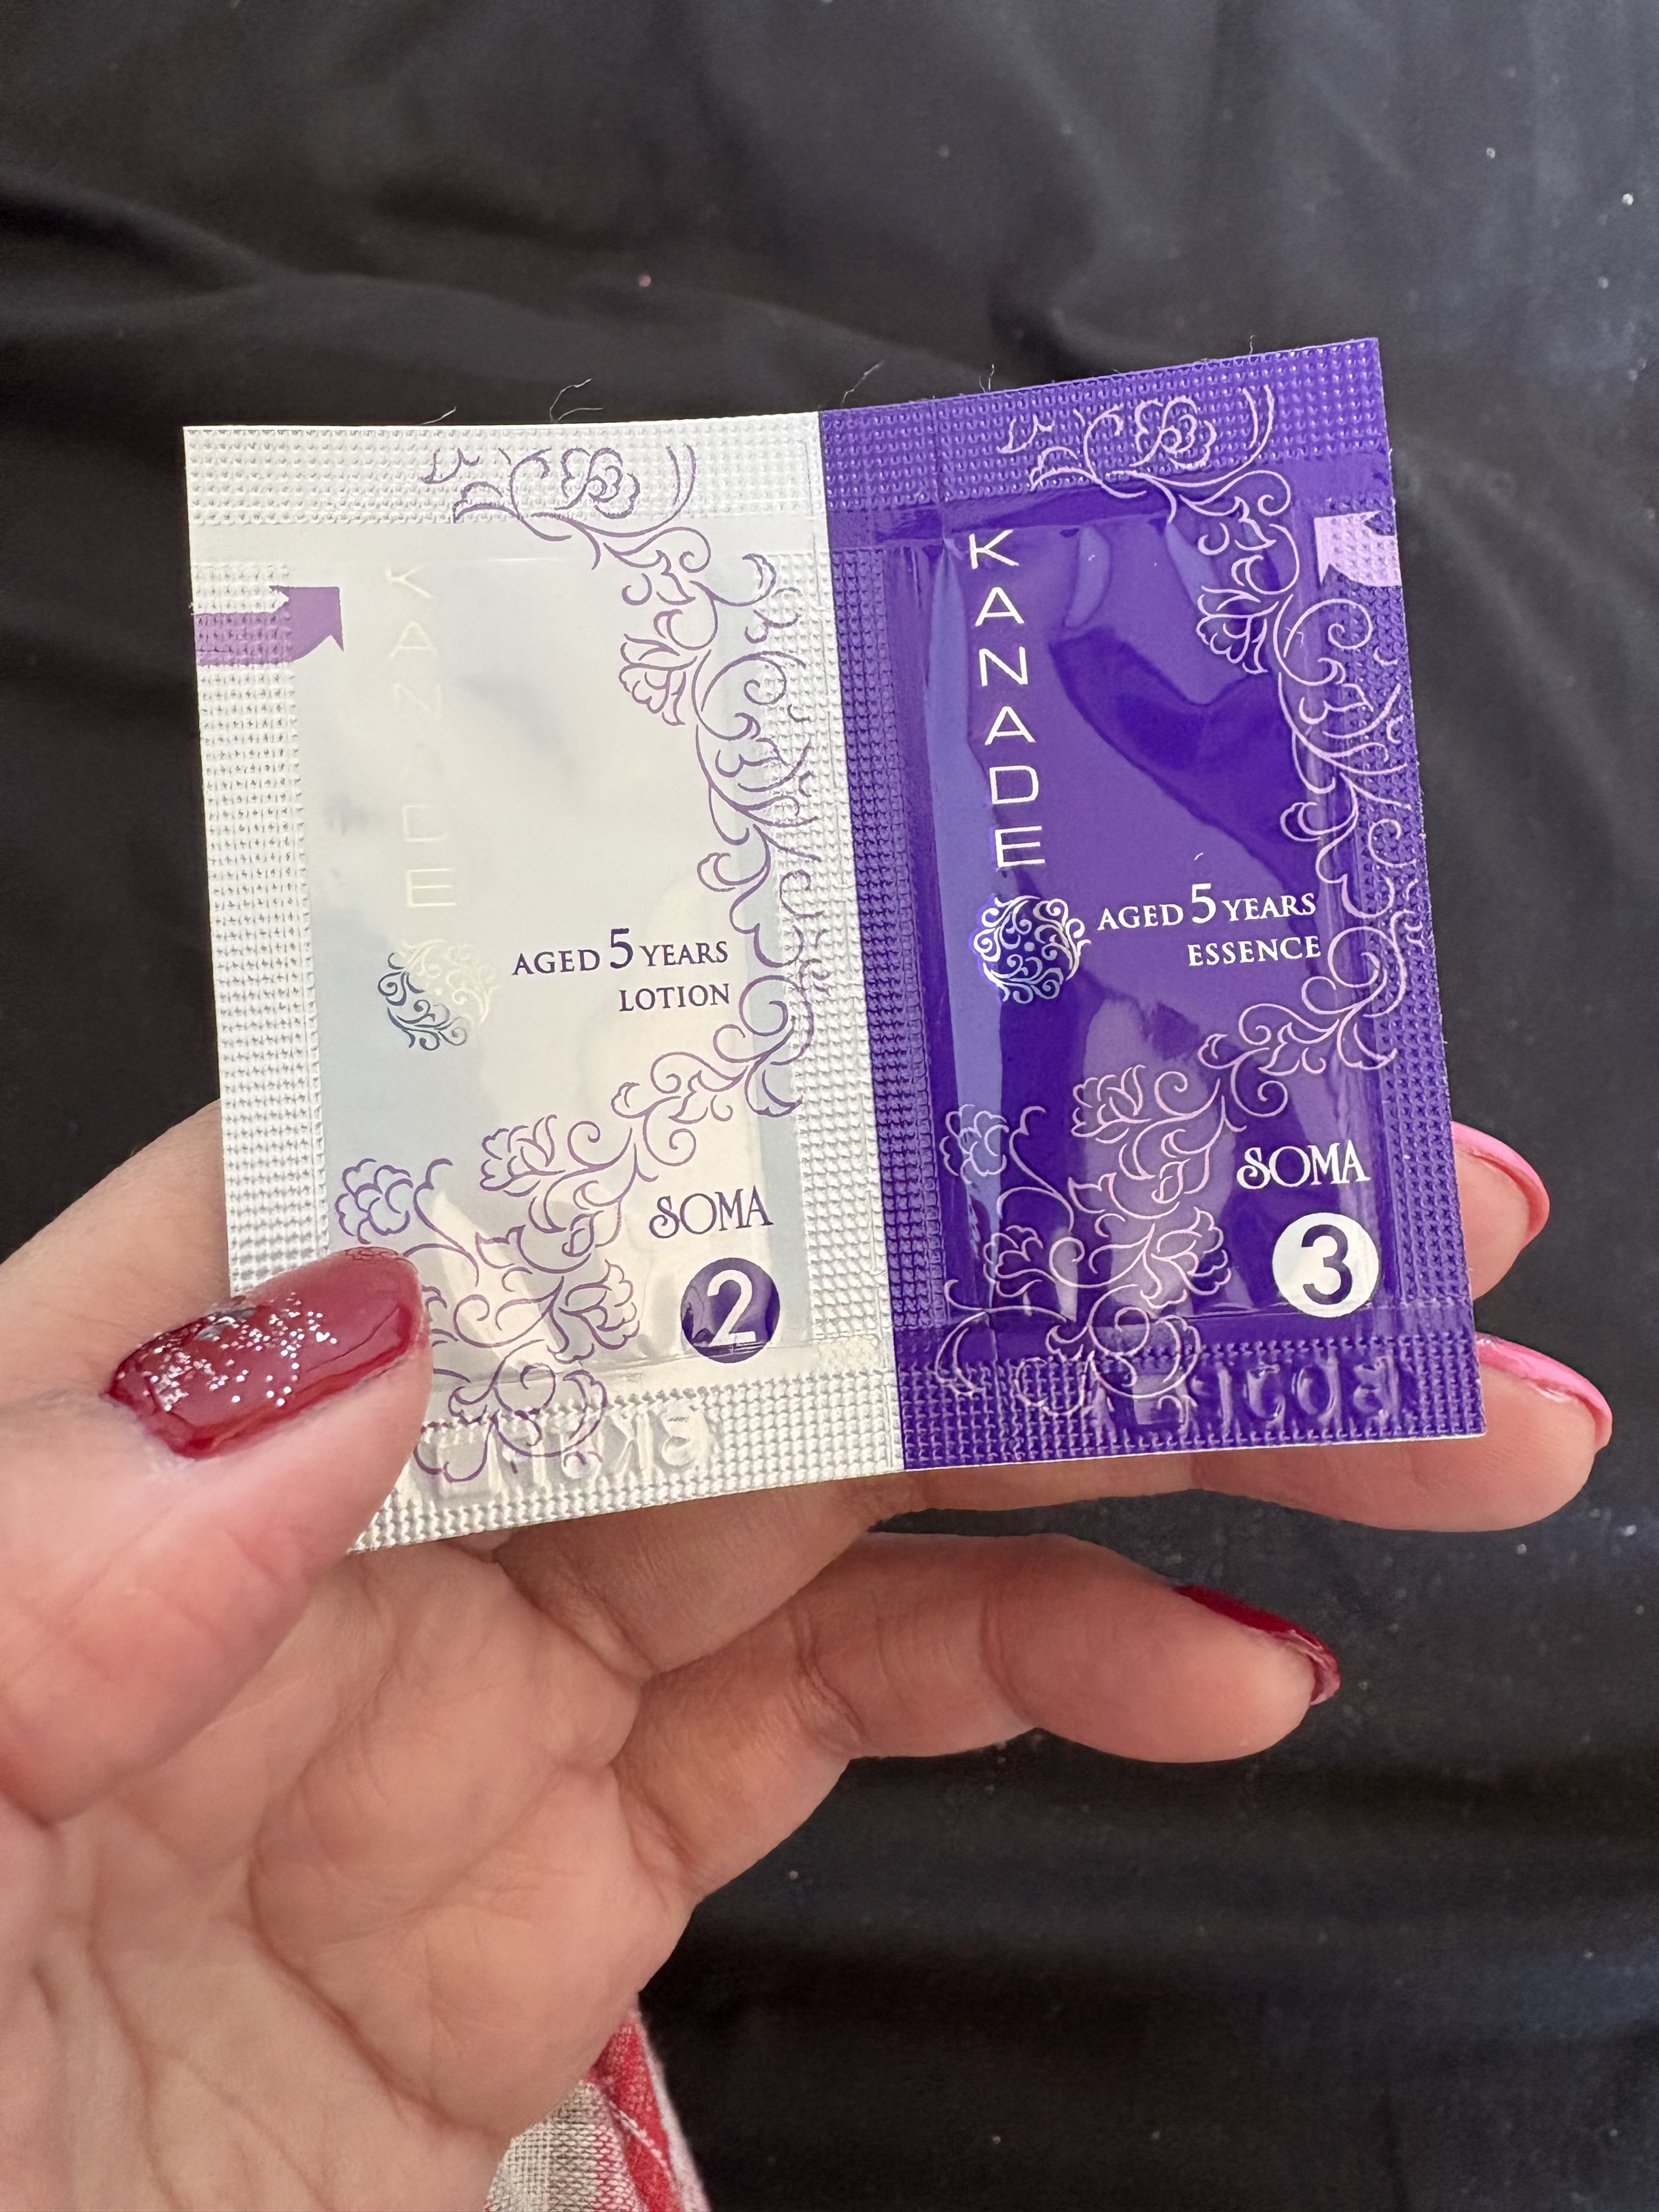 KANADE
AGED 5 YEARS
LOTION
SOMA
2
KANADE
AGED 5 YEARS
ESSENCE
SOMA
3